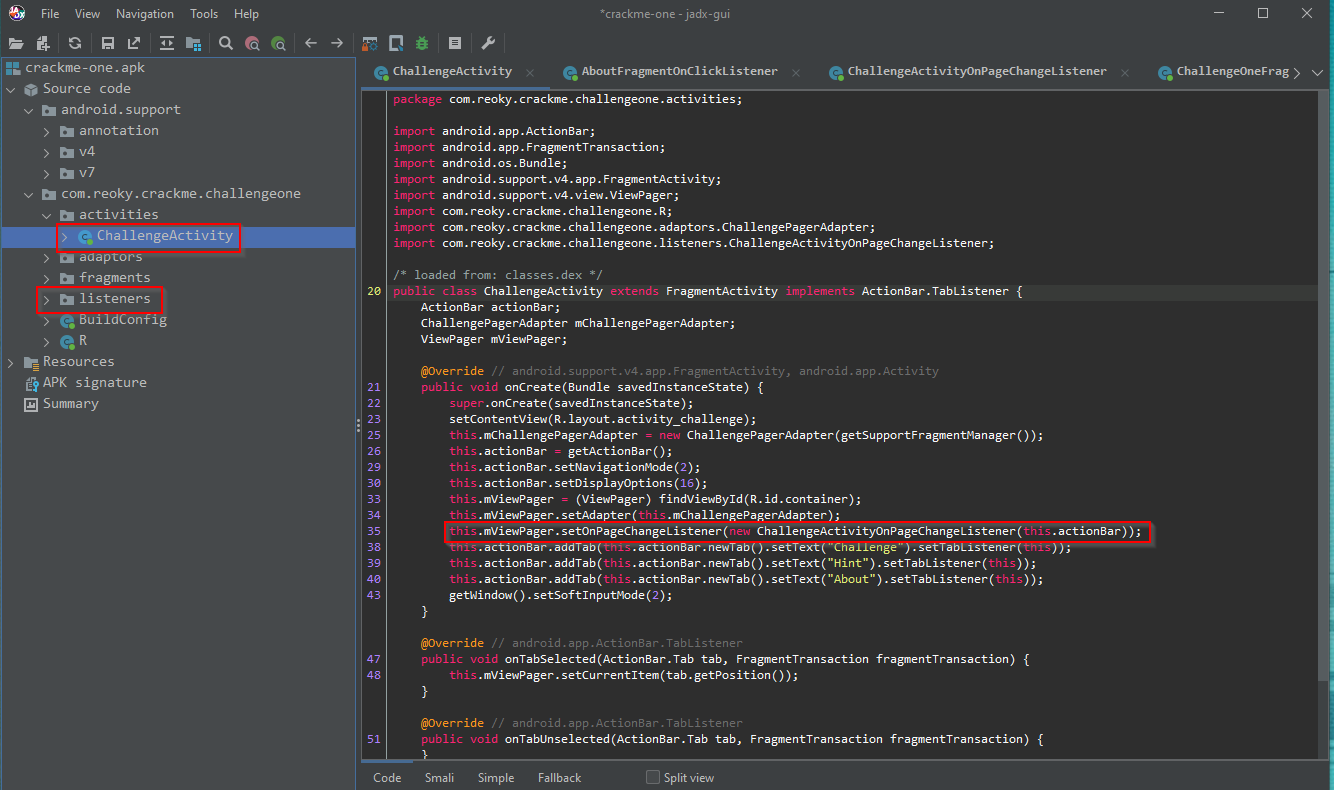 JADX
File View Navigation Tools Help
*crackme-one - jadx-gui
crackme-one.apk
Source code
android.support
annotation
v4
v7
com.reoky.crackme.challengeone
activities
ChallengeActivity
adaptors
fragments
listeners
BuildConfig
R
Resources
APK signature
Summary
ChallengeActivity AboutFragmentOnClickListener ChallengeActivityOnPageChangeListener ChallengeOneFrag
package com.reoky.crackme.challengeone.activities;
import android.app.ActionBar;
import android.app.FragmentTransaction;
import android.os.Bundle;
import android.support.v4.app.FragmentActivity;
import android.support.v4.view.ViewPager;
import com.reoky.crackme.challengeone.R;
import com.reoky.crackme.challengeone.adaptors.ChallengePagerAdapter;
import com.reoky.crackme.challengeone.listeners.ChallengeActivityOnPageChangeListener;
/* loaded from: classes.dex */
20 public class ChallengeActivity extends FragmentActivity implements ActionBar.TabListener {
ActionBar actionBar;
ChallengePagerAdapter mChallengePagerAdapter;
ViewPager mViewPager;
@Override // android.support.v4.app.FragmentActivity, android.app.Activity
21 public void onCreate(Bundle savedInstanceState) {
22 super.onCreate(savedInstanceState);
23 setContentView(R.layout.activity_challenge);
25 this.mChallengePagerAdapter = new ChallengePagerAdapter(getSupportFragmentManager());
26 this.actionBar = getActionBar();
29 this.actionBar.setNavigationMode(2);
30 this.actionBar.setDisplayOptions(16);
33 this.mViewPager = (ViewPager) findViewById(R.id.container);
34 this.mViewPager.setAdapter(this.mChallengePagerAdapter);
35 this.mViewPager.setOnPageChangeListener(new ChallengeActivityOnPageChangeListener(this.actionBar));
38 this.actionBar.addTab(this.actionBar.newTab().setText("Challenge").setTabListener(this));
39 this.actionBar.addTab(this.actionBar.newTab().setText("Hint").setTabListener(this));
40 this.actionBar.addTab(this.actionBar.newTab().setText("About").setTabListener(this));
43 getWindow().setSoftInputMode(2);
}
@Override // android.app.ActionBar.TabListener
47 public void onTabSelected(ActionBar.Tab tab, FragmentTransaction fragmentTransaction) {
48 this.mViewPager.setCurrentItem(tab.getPosition());
}
@Override // android.app.ActionBar.TabListener
51 public void onTabUnselected(ActionBar.Tab tab, FragmentTransaction fragmentTransaction) {
}
Code Smali Simple Fallback Split view